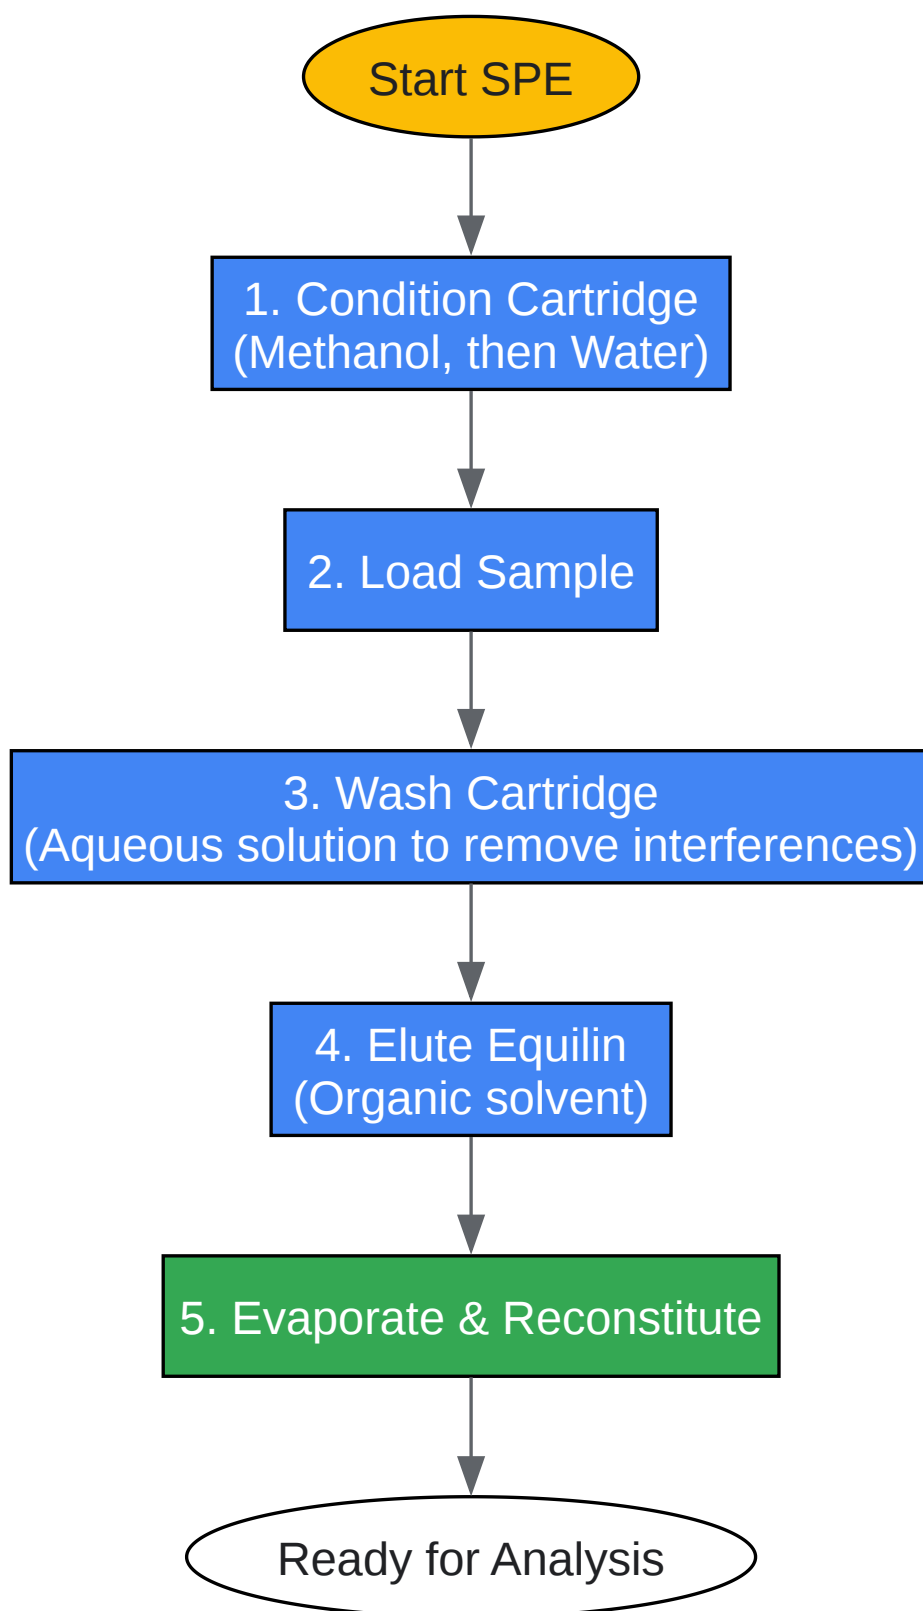 Start SPE
1. Condition Cartridge
(Methanol, then Water)
2. Load Sample
3. Wash Cartridge
(Aqueous solution to remove interferences)
4. Elute Equilin
(Organic solvent)
5. Evaporate & Reconstitute
Ready for Analysis